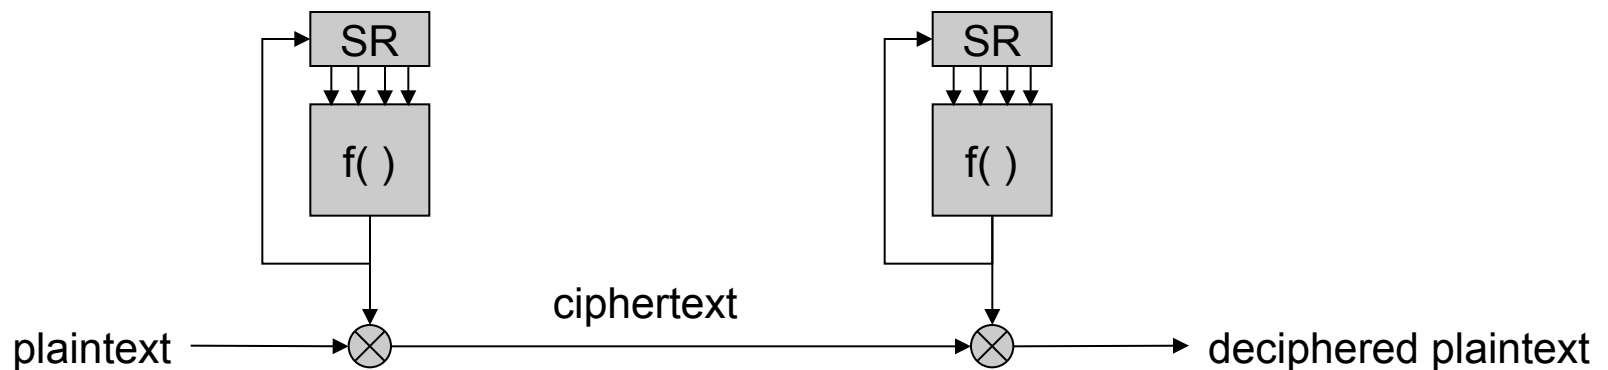 SR
SR
f( )
f( )
ciphertext
plaintext
deciphered plaintext